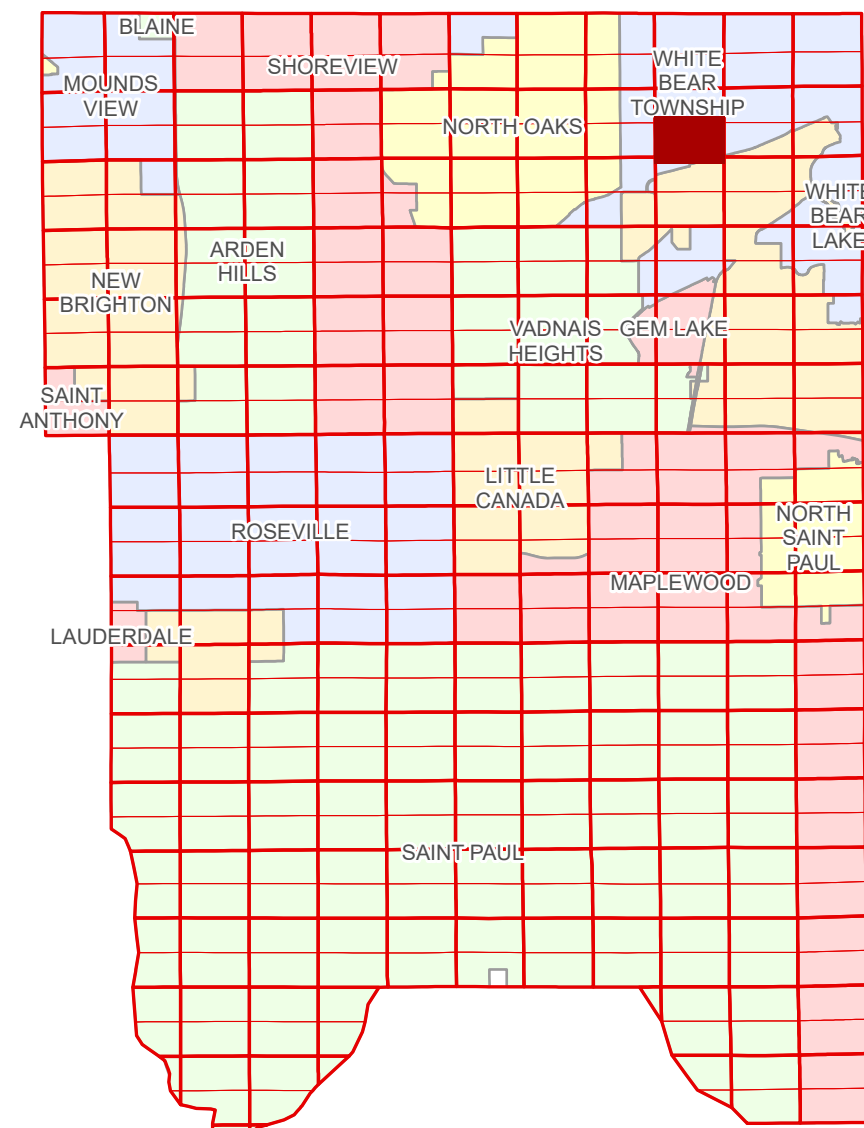 BLAINE
SHOREVIEW
WHITE
BEAR
TOWNSHIP
MOUNDS
VIEW
NORTH OAKS
WHITE
BEAR
LAKE
ARDEN
HILLS
NEW
BRIGHTON
VADNAIS
HEIGHTS
GEM LAKE
SAINT
ANTHONY
LITTLE
CANADA
NORTH
SAINT
PAUL
ROSEVILLE
MAPLEWOOD
LAUDERDALE
SAINT PAUL